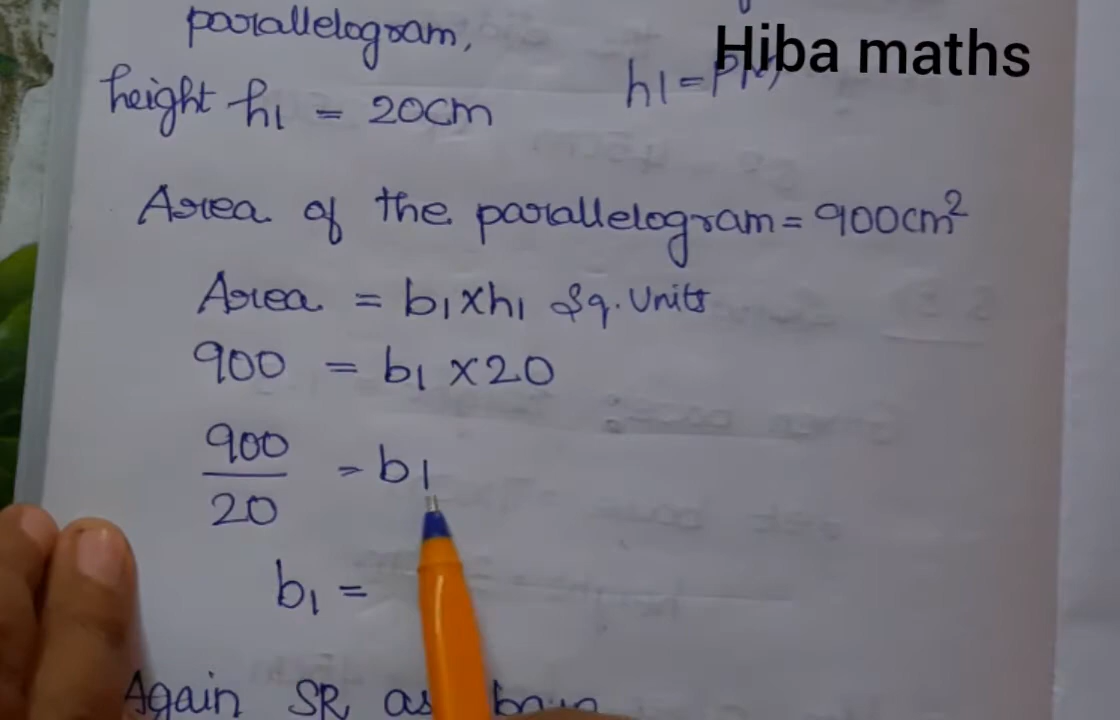 parallelogram,
Hiba maths
height h1 = 20cm
h1 =
Area of the parallelogram = 900cm²
Area = b1 x h1 Sq. Units
900 = b1 x 20
900/20 = b1
b1 =
Again SR as